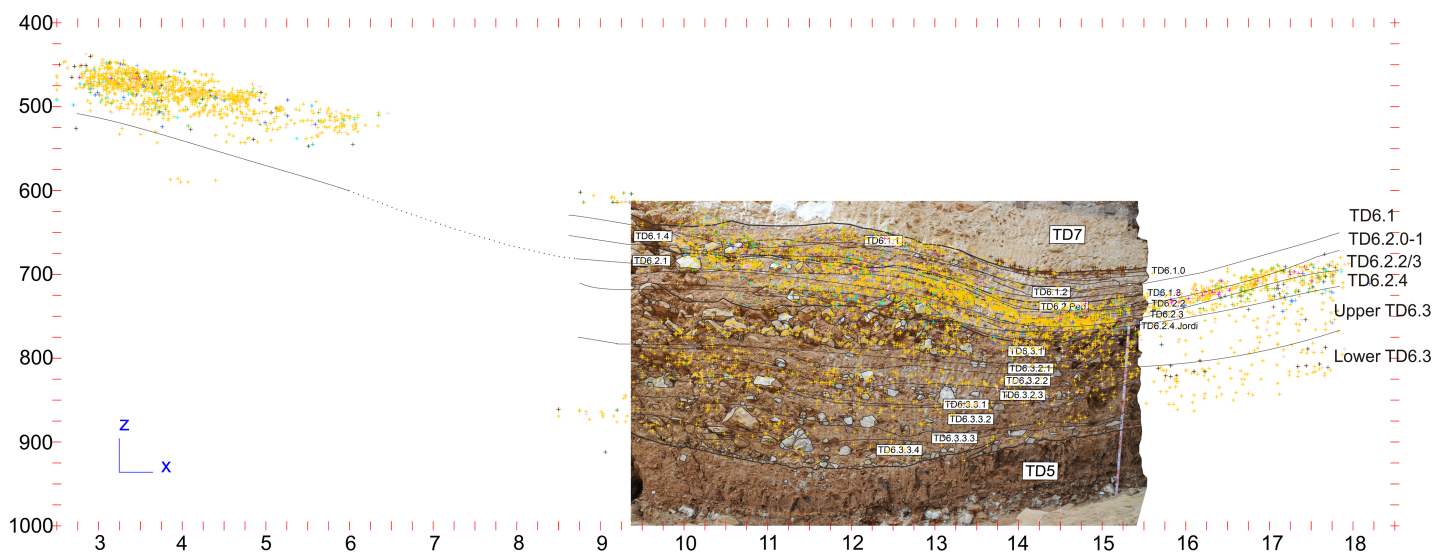 400
500
600
700
800
900
1000
3 4 5 6 7 8 9 10 11 12 13 14 15 16 17 18
z
x
TD7
TD5
TD6.1.4
TD6.1.1
TD6.2.1
TD6.1.0
TD6.1.2
TD6.1.3
TD6.2.2
TD6.2.3
TD6.2.4.Jordi
TD6.3.1
TD6.3.2.1
TD6.3.2.2
TD6.3.2.3
TD6.3.3.1
TD6.3.3.2
TD6.3.3.3
TD6.3.3.4
TD6.1
TD6.2.0-1
TD6.2.2/3
TD6.2.4
Upper TD6.3
Lower TD6.3